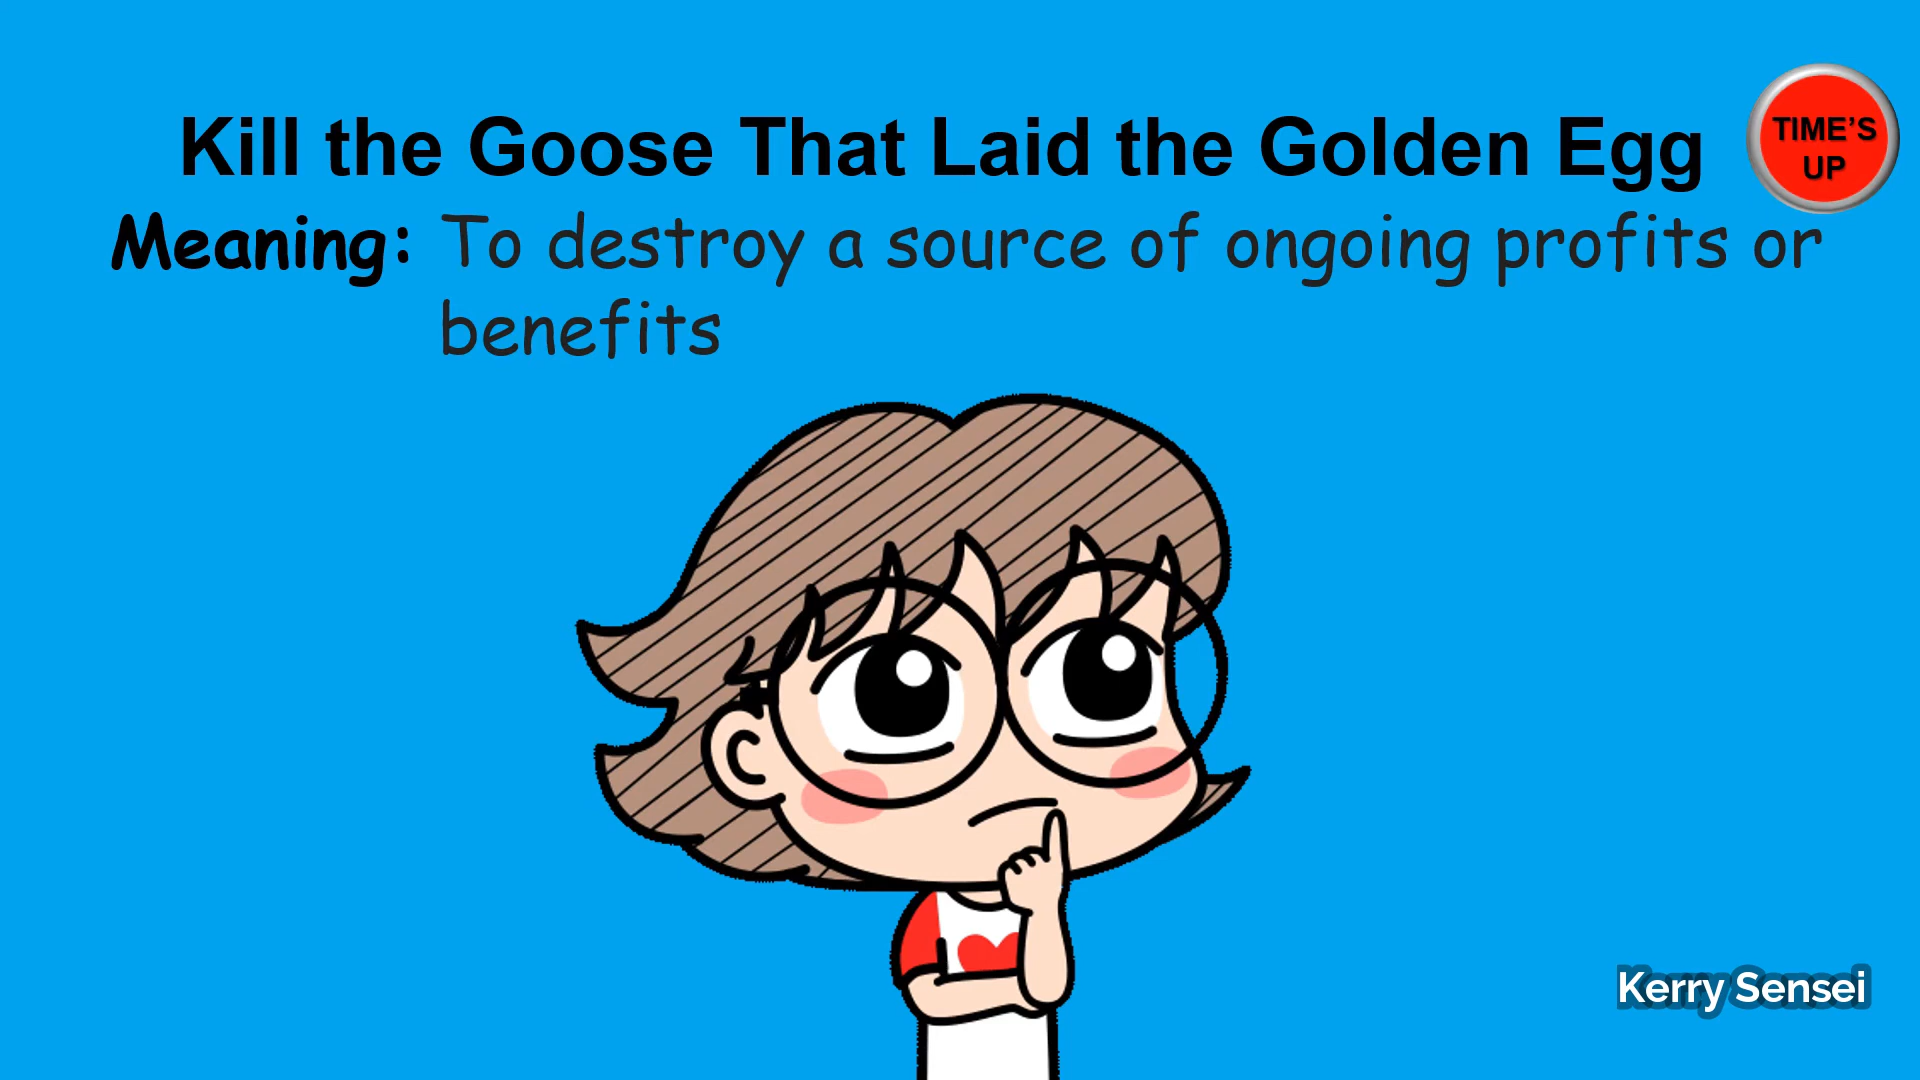 Kill the Goose That Laid the Golden Egg
TIME'S
UP
Meaning: To destroy a source of ongoing profits or
benefits
Kerry Sensei